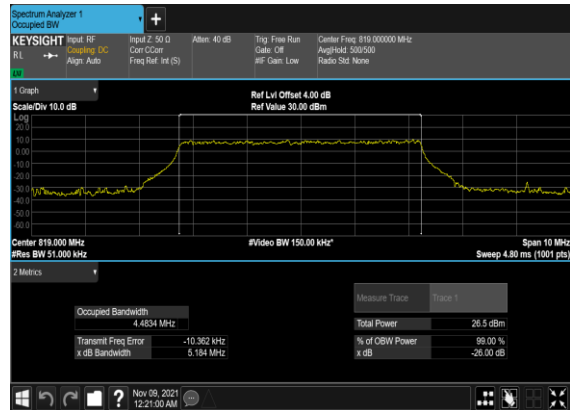 Spectrum Analyzer 1
Occupied BW
+
KEYSIGHT Input: RF Input Z: 50 Ω Atten: 40 dB Trig: Free Run Center Freq: 819.000000 MHz
RL Coupling: DC Corr CCorr Gate: Off Avg|Hold: 500/500
Align: Auto Freq Ref: Int (S) #IF Gain: Low Radio Std: None
1 Graph Ref Lvl Offset 4.00 dB
Scale/Div 10.0 dB Ref Value 30.00 dBm
Log
20.0
10.0
0.00
-10.0
-20.0
-30.0
-40.0
-50.0
-60.0
Center 819.000 MHz #Video BW 150.00 kHz* Span 10 MHz
#Res BW 51.000 kHz Sweep 4.80 ms (1001 pts)
2 Metrics
Measure Trace Trace 1
Occupied Bandwidth
4.4834 MHz Total Power 26.5 dBm
Transmit Freq Error -10.362 kHz % of OBW Power 99.00 %
x dB Bandwidth 5.184 MHz x dB -26.00 dB
? Nov 09, 2021
12:21:00 AM